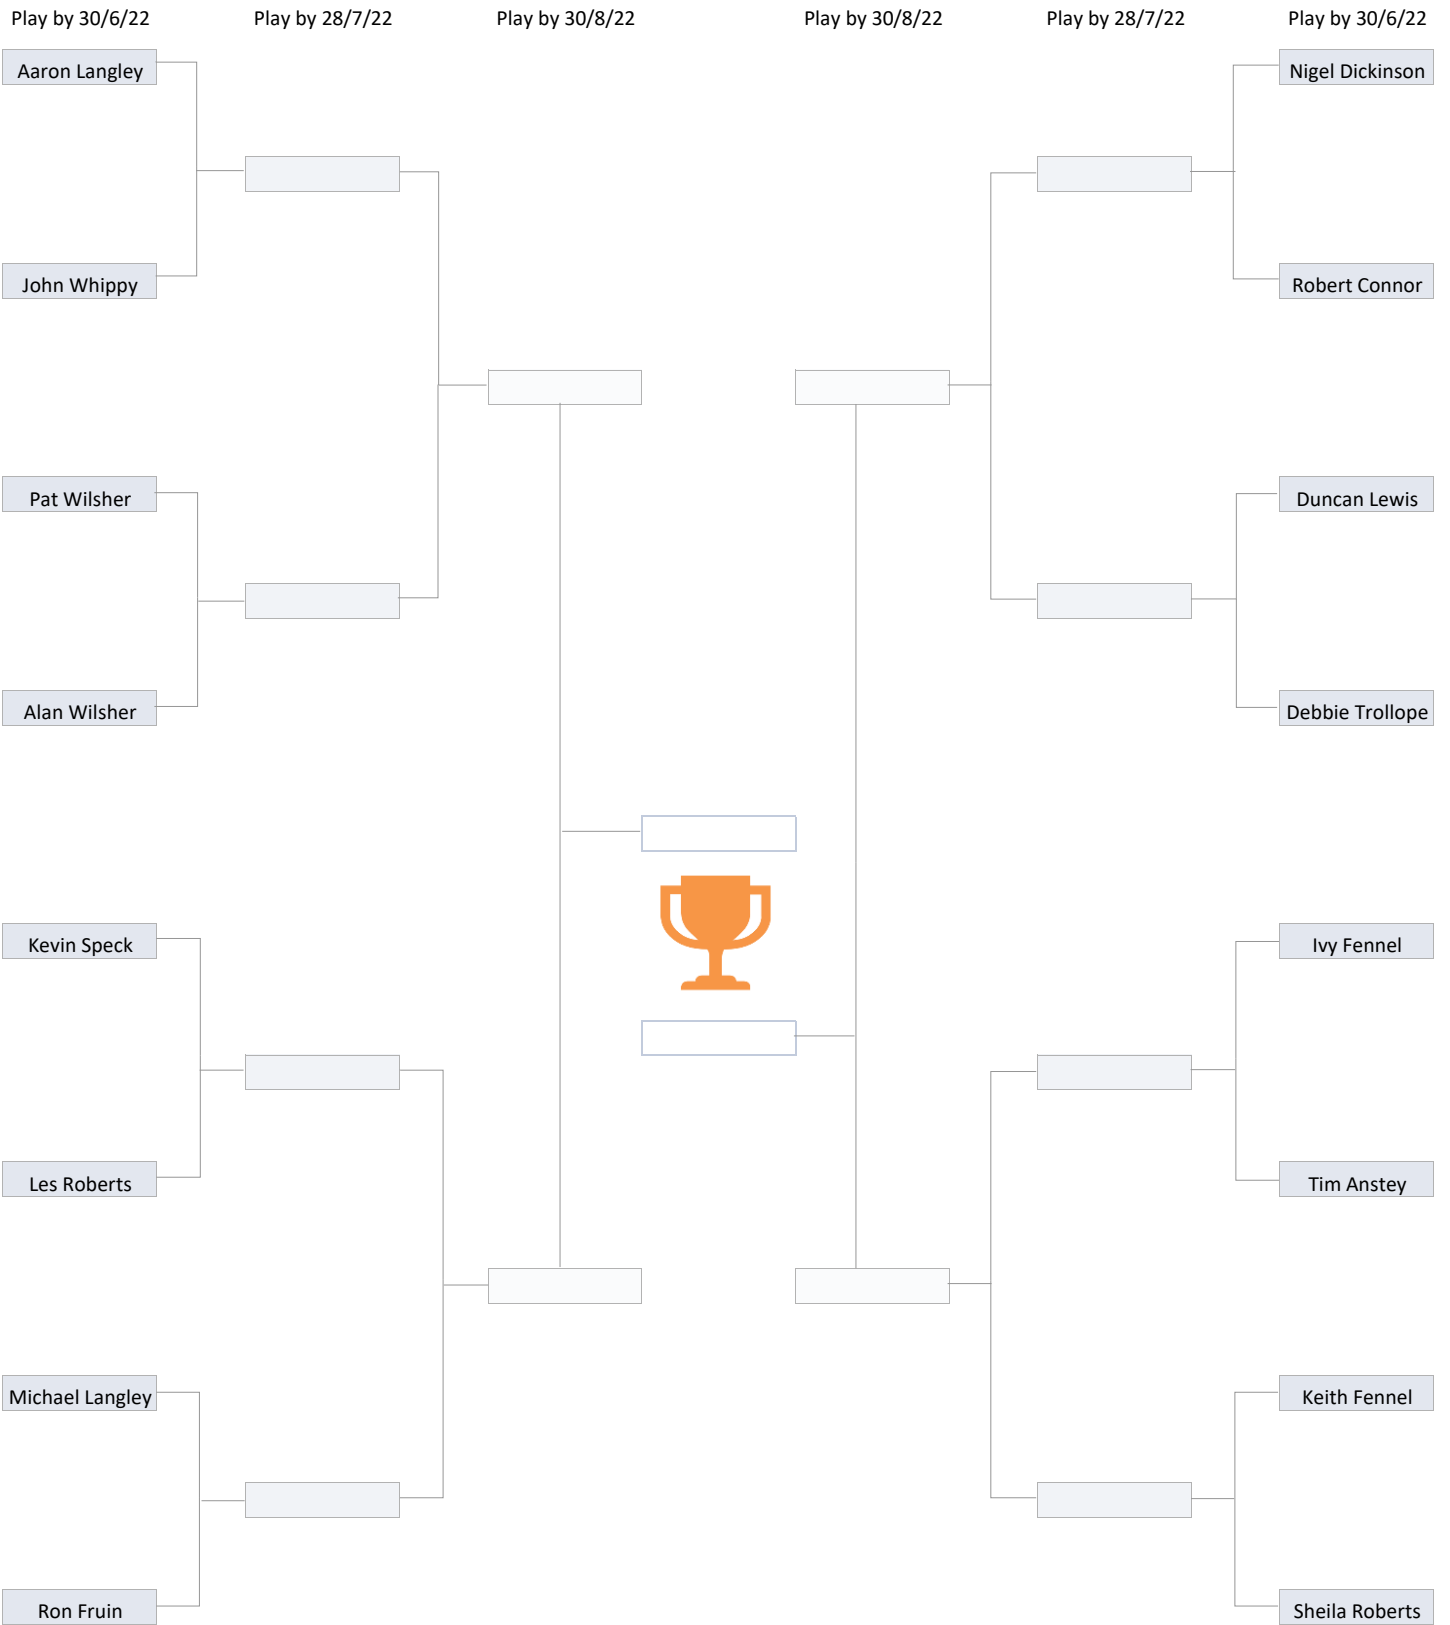 Play by 30/6/22 Play by 28/7/22 Play by 30/8/22 Play by 30/8/22 Play by 28/7/22 Play by 30/6/22
Aaron Langley Nigel Dickinson
John Whippy Robert Connor
Pat Wilsher Duncan Lewis
Alan Wilsher Debbie Trollope
Kevin Speck Ivy Fennel
Les Roberts Tim Anstey
Michael Langley Keith Fennel
Ron Fruin Sheila Roberts